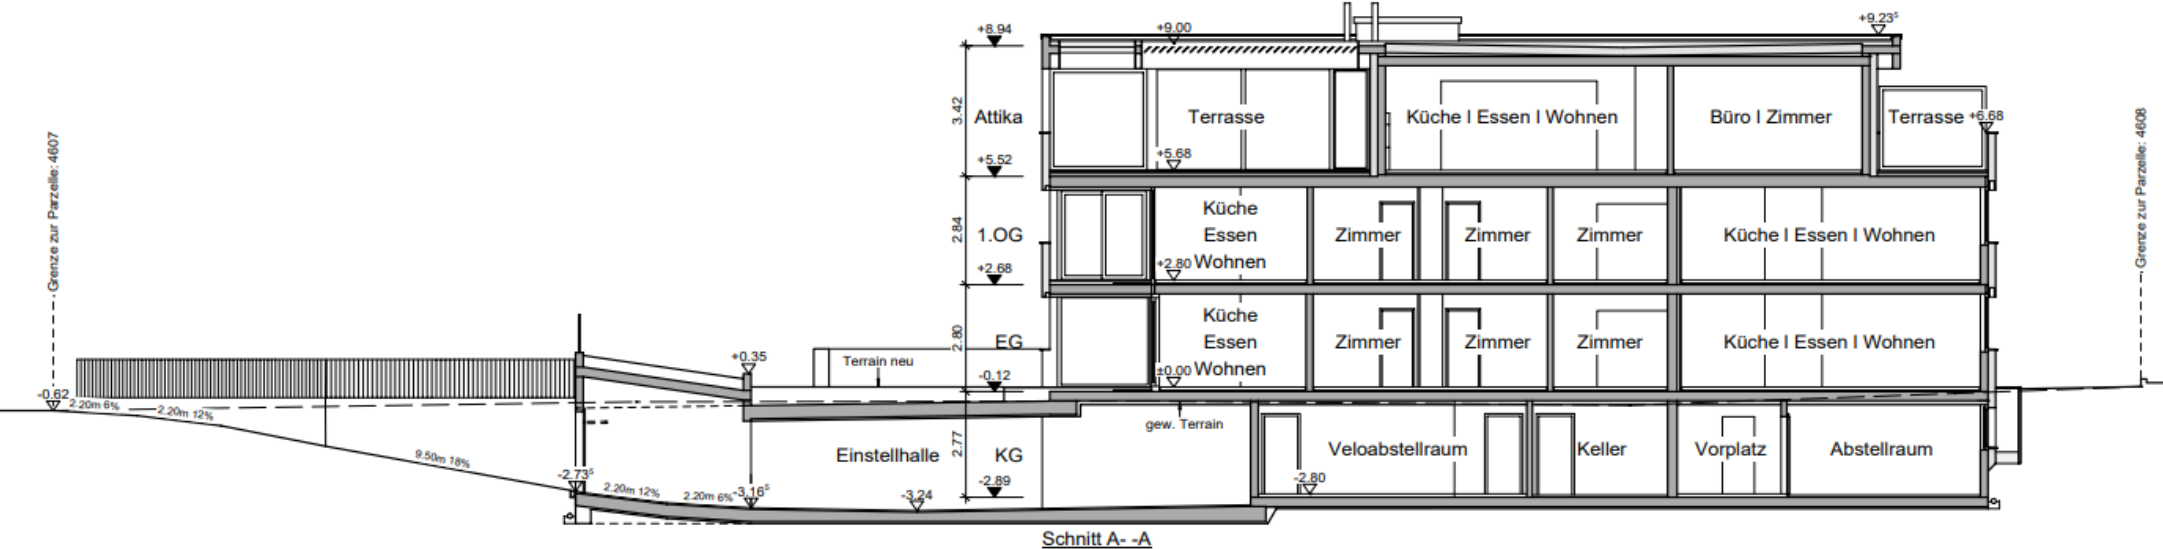 +8.94
+9.00
+9.23⁵
3.42
Attika
Terrasse
Küche I Essen I Wohnen
Büro I Zimmer
Terrasse
+6.68
Grenze zur Parzelle: 4607
Grenze zur Parzelle: 4608
+5.52
+5.68
2.84
1.OG
Küche
Essen
Wohnen
Zimmer
Zimmer
Zimmer
Küche I Essen I Wohnen
+2.68
+2.80
2.80
EG
Küche
Essen
Wohnen
Zimmer
Zimmer
Zimmer
Küche I Essen I Wohnen
+0.35
Terrain neu
-0.12
±0.00
-0.62
2.20m 6%
2.20m 12%
gew. Terrain
9.50m 18%
Einstellhalle
2.77
KG
Veloabstellraum
Keller
Vorplatz
Abstellraum
-2.73⁵
2.20m 12%
2.20m 6%
-3.16⁵
-3.24
-2.89
-2.80
Schnitt A- -A